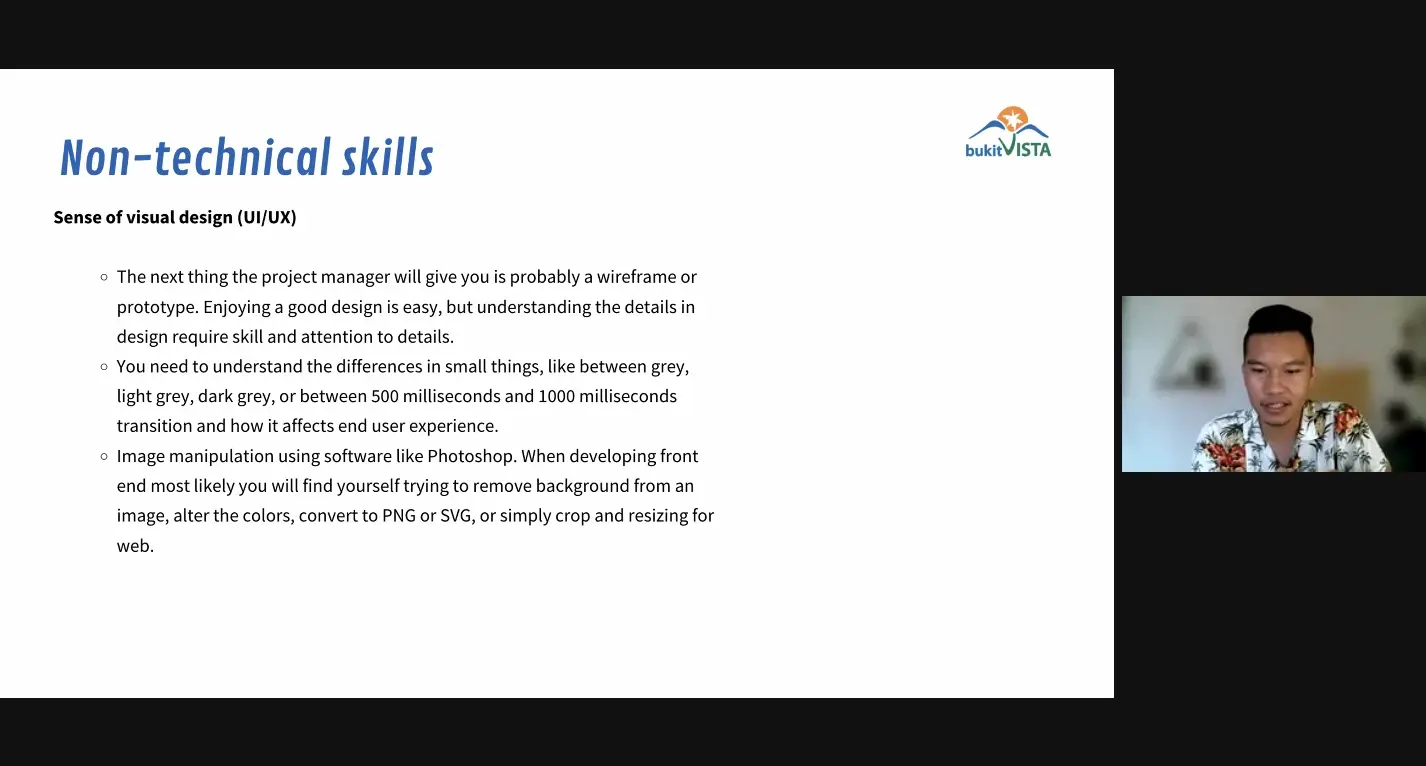 Non-technical skills
bukitVISTA
Sense of visual design (UI/UX)
The next thing the project manager will give you is probably a wireframe or
prototype. Enjoying a good design is easy, but understanding the details in
design require skill and attention to details.
You need to understand the differences in small things, like between grey,
light grey, dark grey, or between 500 milliseconds and 1000 milliseconds
transition and how it affects end user experience.
Image manipulation using software like Photoshop. When developing front
end most likely you will find yourself trying to remove background from an
image, alter the colors, convert to PNG or SVG, or simply crop and resizing for
web.